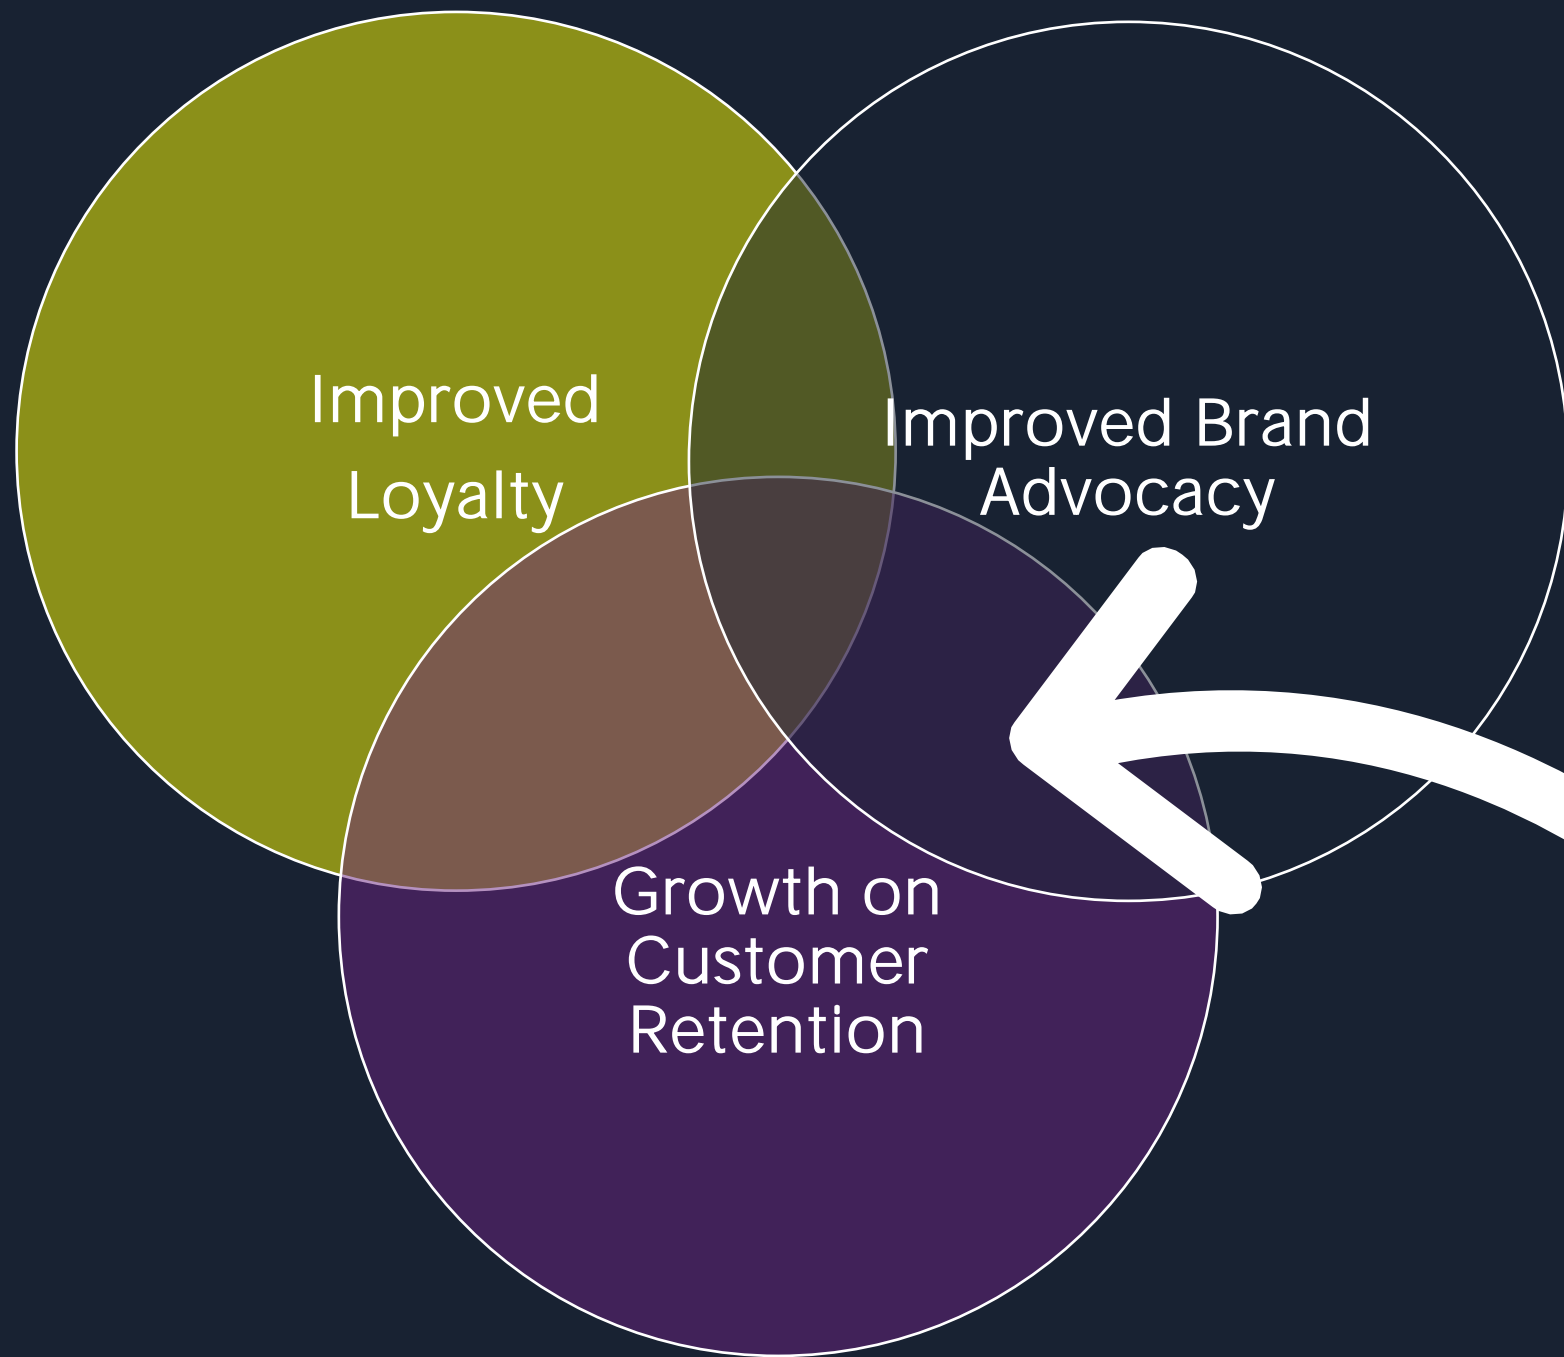 Improved
Loyalty
Improved Brand
Advocacy
Growth on
Customer
Retention